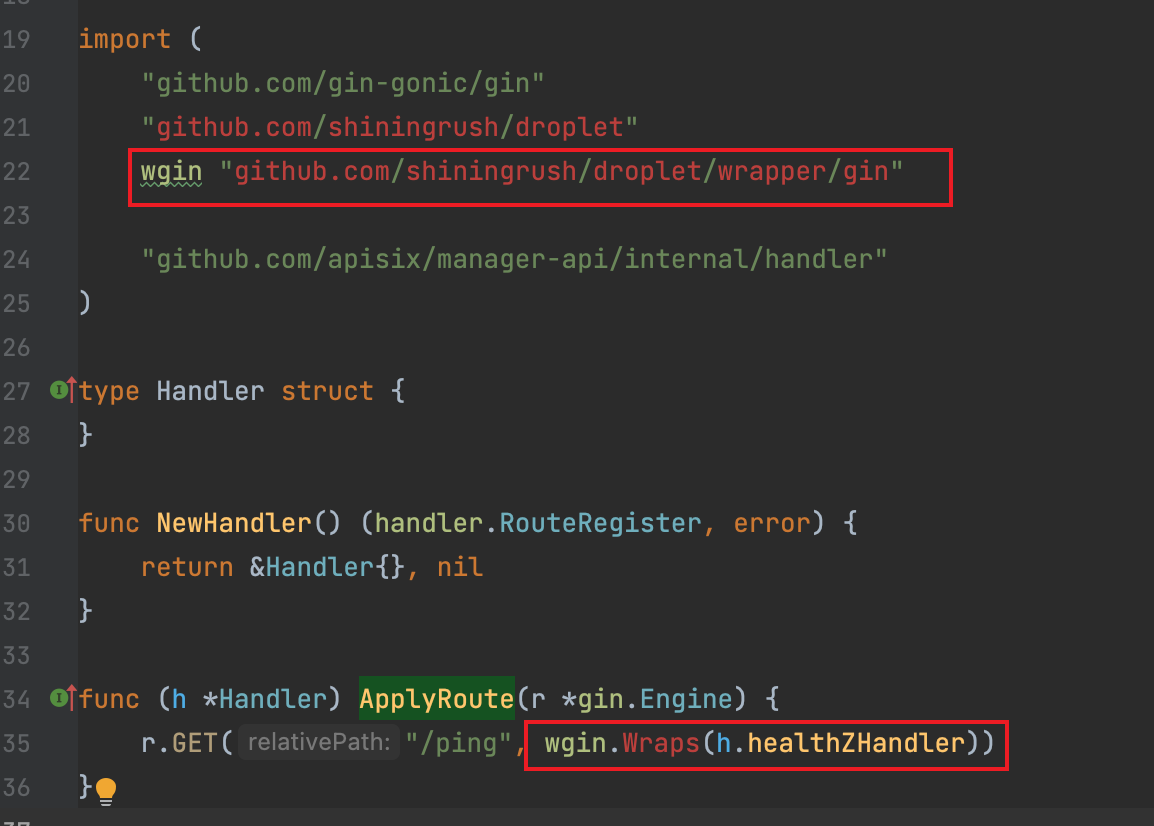 19 import (
20 "github.com/gin-gonic/gin"
21 "github.com/shiningrush/droplet"
22 wgin "github.com/shiningrush/droplet/wrapper/gin"
23
24 "github.com/apisix/manager-api/internal/handler"
25 )
26
27 type Handler struct {
28 }
29
30 func NewHandler() (handler.RouteRegister, error) {
31 return &Handler{}, nil
32 }
33
34 func (h *Handler) ApplyRoute(r *gin.Engine) {
35 r.GET( relativePath: "/ping", wgin.Wraps(h.healthZHandler))
36 }